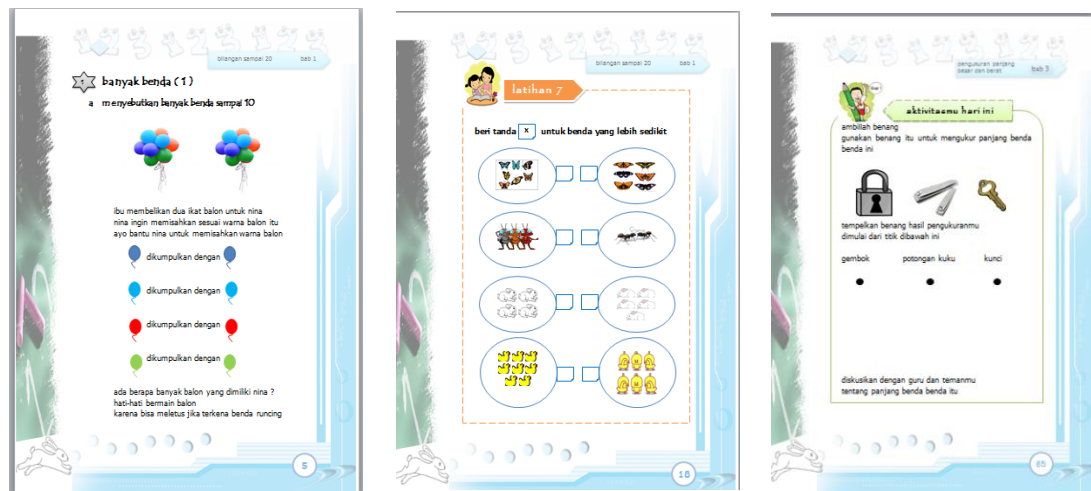 bilangan sampai 20 bab 1
1 banyak benda ( 1 )
a menyebutkan banyak benda sampai 10
ibu membelikan dua ikat balon untuk nina
nina ingin memisahkan sesuai warna balon itu
ayo bantu nina untuk memisahkan warna balon
dikumpulkan dengan
dikumpulkan dengan
dikumpulkan dengan
dikumpulkan dengan
ada berapa banyak balon yang dimiliki nina ?
hati-hati bermain balon
karena bisa meletus jika terkena benda runcing
5
bilangan sampai 20 bab 1
latihan 7
beri tanda x untuk benda yang lebih sedikit
18
pengukuran panjang
besar dan berat bab 3
aktivitasmu hari ini
ambillah benang
gunakan benang itu untuk mengukur panjang benda
benda ini
tempelkan benang hasil pengukuranmu
dimulai dari titik dibawah ini
gembok potongan kuku kunci
diskusikan dengan guru dan temanmu
tentang panjang benda benda itu